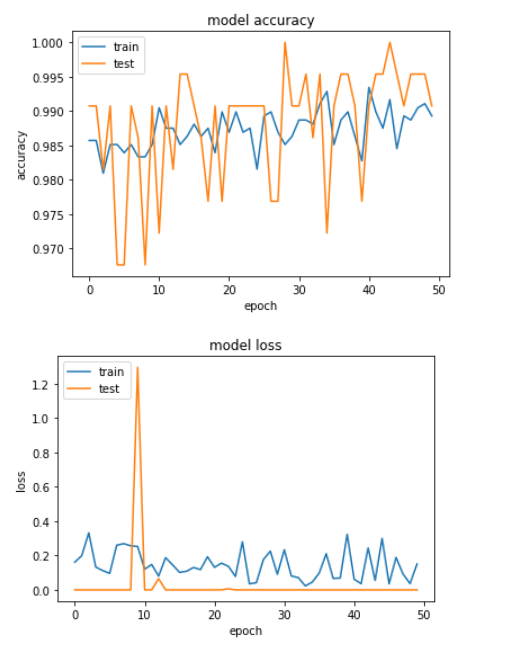 model accuracy
train
test
1.000
0.995
0.990
0.985
0.980
0.975
0.970
accuracy
0 10 20 30 40 50
epoch
model loss
train
test
1.2
1.0
0.8
0.6
0.4
0.2
0.0
loss
0 10 20 30 40 50
epoch